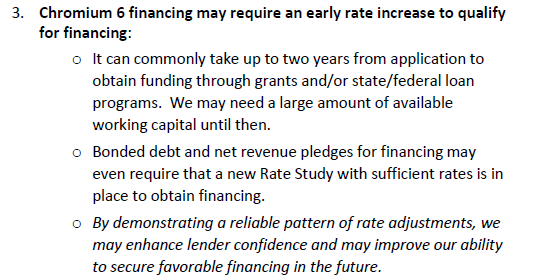 3. Chromium 6 financing may require an early rate increase to qualify
for financing:
o It can commonly take up to two years from application to
obtain funding through grants and/or state/federal loan
programs.  We may need a large amount of available
working capital until then.
o Bonded debt and net revenue pledges for financing may
even require that a new Rate Study with sufficient rates is in
place to obtain financing.
o By demonstrating a reliable pattern of rate adjustments, we
may enhance lender confidence and may improve our ability
to secure favorable financing in the future.